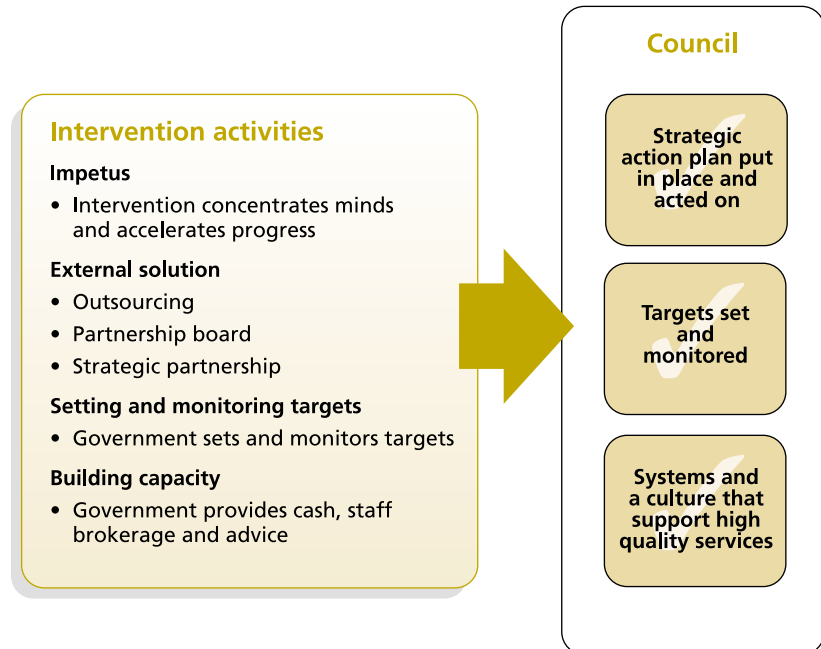 Intervention activities
Impetus
• Intervention concentrates minds
and accelerates progress
External solution
• Outsourcing
• Partnership board
• Strategic partnership
Setting and monitoring targets
• Government sets and monitors targets
Building capacity
• Government provides cash, staff
brokerage and advice
Council
Strategic
action plan put
in place and
acted on
Targets set
and
monitored
Systems and
a culture that
support high
quality services